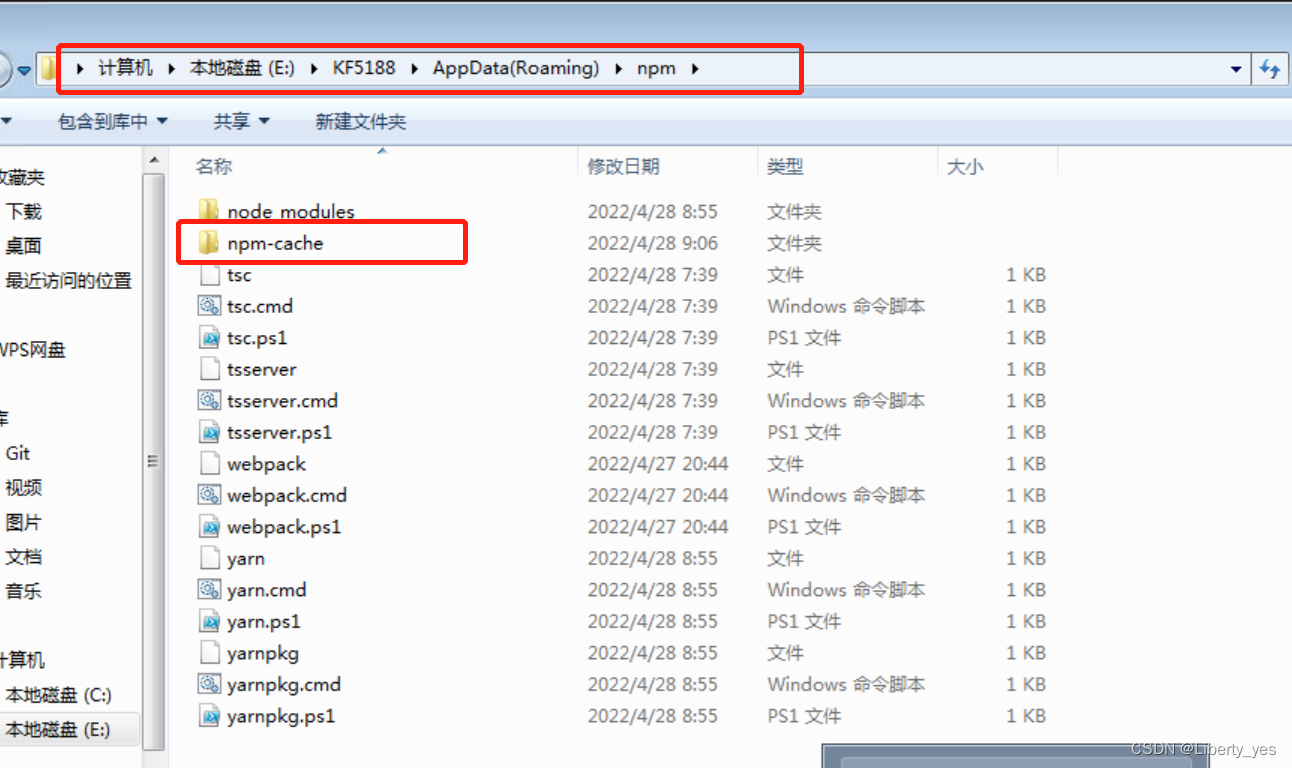 计算机 本地磁盘 (E:) KF5188 AppData(Roaming) npm
包含到库中 共享 新建文件夹
名称 修改日期 类型 大小
收藏夹
下载
桌面
最近访问的位置
WPS网盘
库
Git
视频
图片
文档
音乐
计算机
本地磁盘 (C:)
本地磁盘 (E:)
node_modules 2022/4/28 8:55 文件夹
npm-cache 2022/4/28 9:06 文件夹
tsc 2022/4/28 7:39 文件 1 KB
tsc.cmd 2022/4/28 7:39 Windows 命令脚本 1 KB
tsc.ps1 2022/4/28 7:39 PS1 文件 1 KB
tsserver 2022/4/28 7:39 文件 1 KB
tsserver.cmd 2022/4/28 7:39 Windows 命令脚本 1 KB
tsserver.ps1 2022/4/28 7:39 PS1 文件 1 KB
webpack 2022/4/27 20:44 文件 1 KB
webpack.cmd 2022/4/27 20:44 Windows 命令脚本 1 KB
webpack.ps1 2022/4/27 20:44 PS1 文件 1 KB
yarn 2022/4/28 8:55 文件 1 KB
yarn.cmd 2022/4/28 8:55 Windows 命令脚本 1 KB
yarn.ps1 2022/4/28 8:55 PS1 文件 1 KB
yarnpkg 2022/4/28 8:55 文件 1 KB
yarnpkg.cmd 2022/4/28 8:55 Windows 命令脚本 1 KB
yarnpkg.ps1 2022/4/28 8:55 PS1 文件 1 KB
CSDN @Liberty_yes